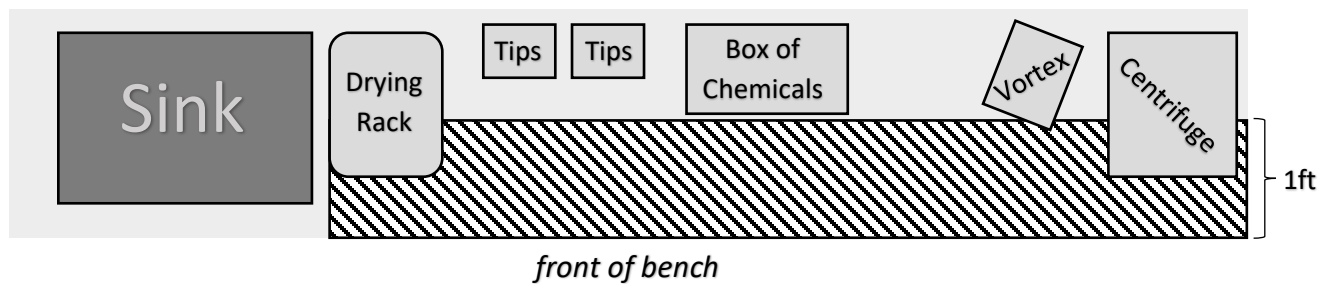 Sink
Drying
Rack
Tips
Tips
Box of
Chemicals
Vortex
Centrifuge
1ft
front of bench